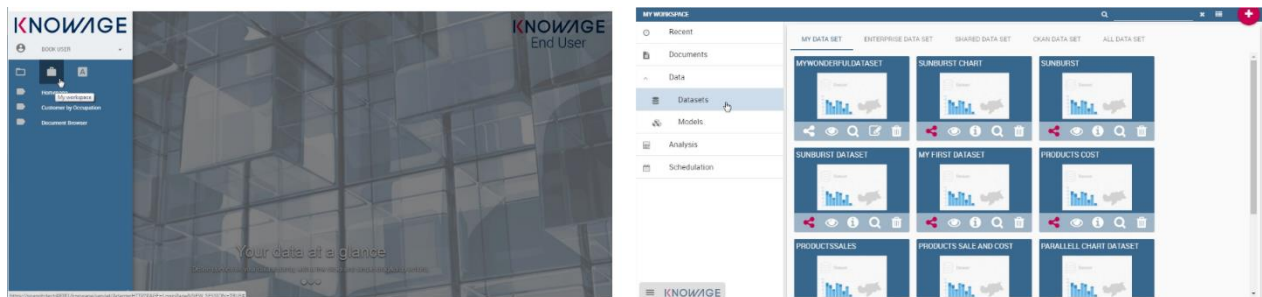 KNOWAGE
BOOK USER
My workspace
Customer by Occupation
Document Browser
KNOWAGE
End User
Your data at a glance
MY WORKSPACE
Recent
Documents
Data
Datasets
Models
Analysis
Schedulation
KNOWAGE
MY DATA SET ENTERPRISE DATA SET SHARED DATA SET CKAN DATA SET ALL DATA SET
MYWONDERFULDATASET SUNBURST CHART SUNBURST
SUNBURST DATASET MY FIRST DATASET PRODUCTS COST
PRODUCTSSALES PRODUCTS SALE AND COST PARALLELL CHART DATASET